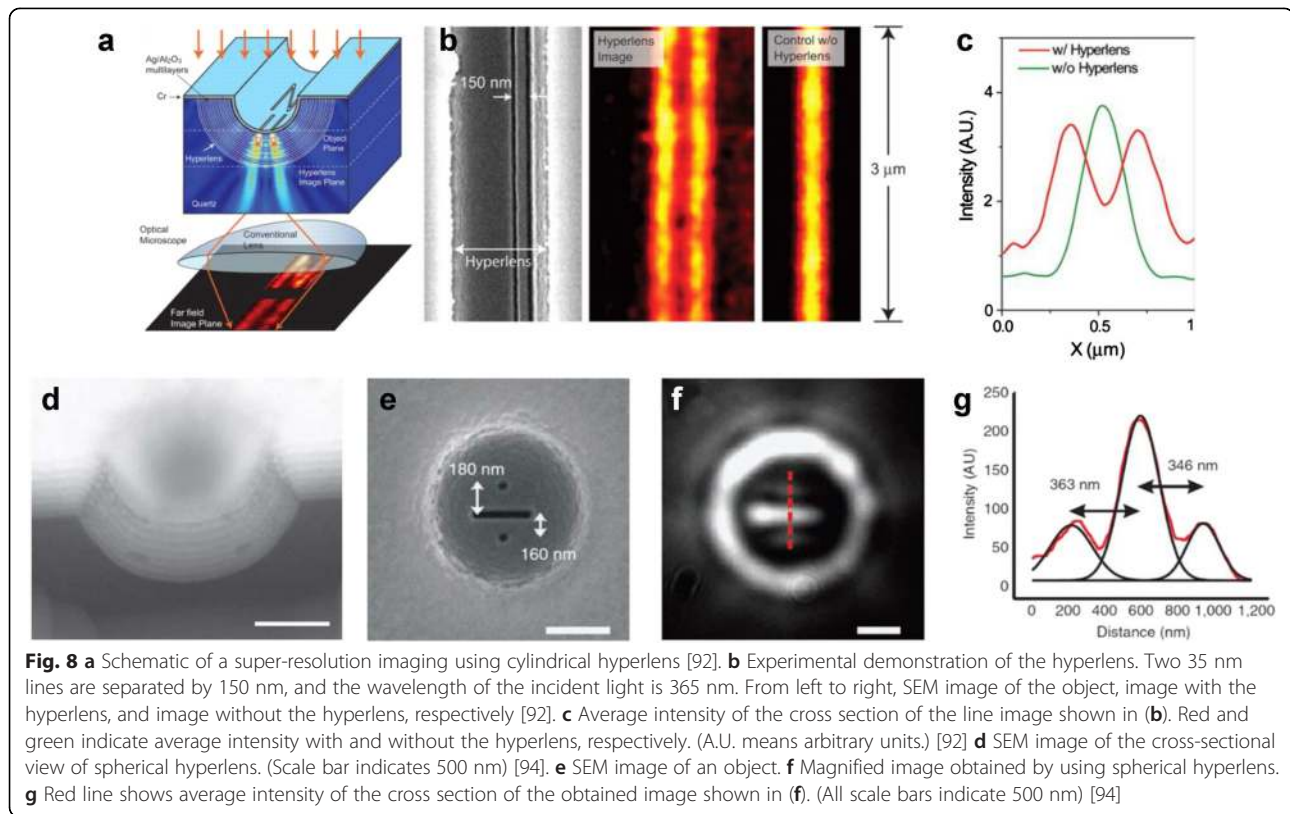 a
Ag/Al2O3
multilayers
Cr
Hyperlens
Object
Plane
Hyperlens
Image Plane
Quartz
Optical
Microscope
Conventional
Lens
Far field
Image Plane
b
150 nm
Hyperlens
Hyperlens
Image
Control w/o
Hyperlens
3 μm
c
w/ Hyperlens
w/o Hyperlens
Intensity (A.U.)
4
2
0
0.0
0.5
1
X (μm)
d
e
180 nm
160 nm
f
g
250
200
150
100
50
0
Intensity (AU)
363 nm
346 nm
0 200 400 600 800 1,000 1,200
Distance (nm)
Fig. 8 a Schematic of a super-resolution imaging using cylindrical hyperlens [92]. b Experimental demonstration of the hyperlens. Two 35 nm
lines are separated by 150 nm, and the wavelength of the incident light is 365 nm. From left to right, SEM image of the object, image with the
hyperlens, and image without the hyperlens, respectively [92]. c Average intensity of the cross section of the line image shown in (b). Red and
green indicate average intensity with and without the hyperlens, respectively. (A.U. means arbitrary units.) [92] d SEM image of the cross-sectional
view of spherical hyperlens. (Scale bar indicates 500 nm) [94]. e SEM image of an object. f Magnified image obtained by using spherical hyperlens.
g Red line shows average intensity of the cross section of the obtained image shown in (f). (All scale bars indicate 500 nm) [94]